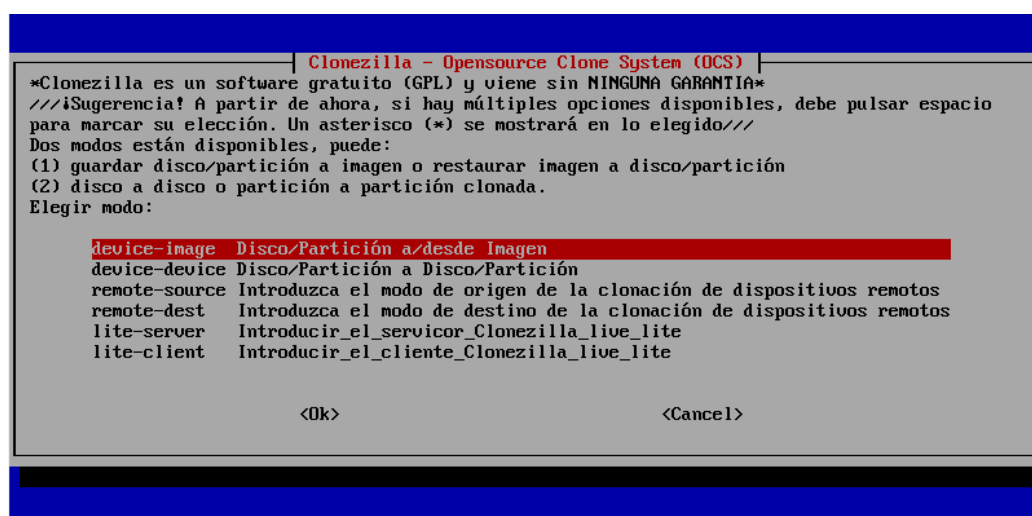 Clonezilla - Opensource Clone System (OCS)
*Clonezilla es un software gratuito (GPL) y viene sin NINGUNA GARANTIA*
///¡Sugerencia! A partir de ahora, si hay múltiples opciones disponibles, debe pulsar espacio
para marcar su elección. Un asterisco (*) se mostrará en lo elegido///
Dos modos están disponibles, puede:
(1) guardar disco/partición a imagen o restaurar imagen a disco/partición
(2) disco a disco o partición a partición clonada.
Elegir modo:
device-image Disco/Partición a/desde Imagen
device-device Disco/Partición a Disco/Partición
remote-source Introduzca el modo de origen de la clonación de dispositivos remotos
remote-dest Introduzca el modo de destino de la clonación de dispositivos remotos
lite-server Introducir_el_servicor_Clonezilla_live_lite
lite-client Introducir_el_cliente_Clonezilla_live_lite
<Ok> <Cancel>